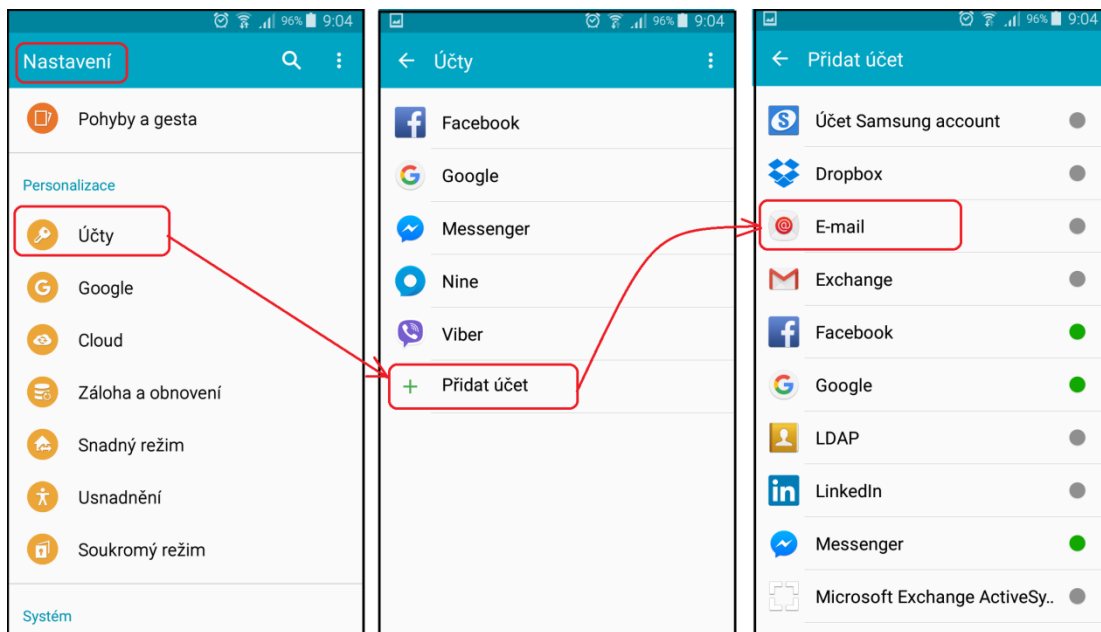 96% 9:04
Nastavení
Pohyby a gesta
Personalizace
Účty
Google
Cloud
Záloha a obnovení
Snadný režim
Usnadnění
Soukromý režim
Systém
96% 9:04
Účty
Facebook
Google
Messenger
Nine
Viber
Přidat účet
96% 9:04
Přidat účet
Účet Samsung account
Dropbox
E-mail
Exchange
Facebook
Google
LDAP
LinkedIn
Messenger
Microsoft Exchange ActiveSy..